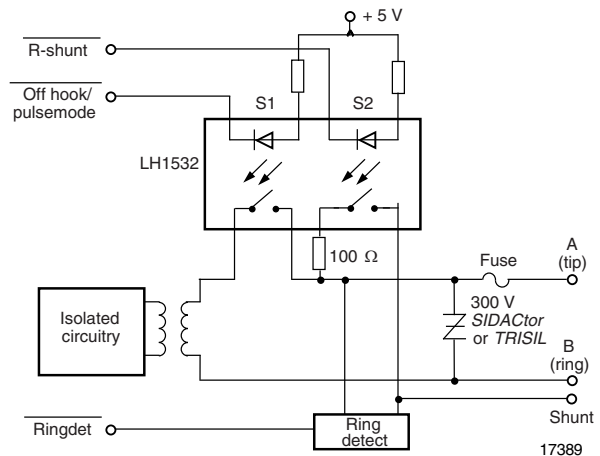 + 5 V
R-shunt
Off hook/
pulsemode
S1
S2
LH1532
100 Ω
Fuse
A
(tip)
300 V
SIDACtor
or TRISIL
Isolated
circuitry
B
(ring)
Shunt
Ringdet
Ring
detect
17389